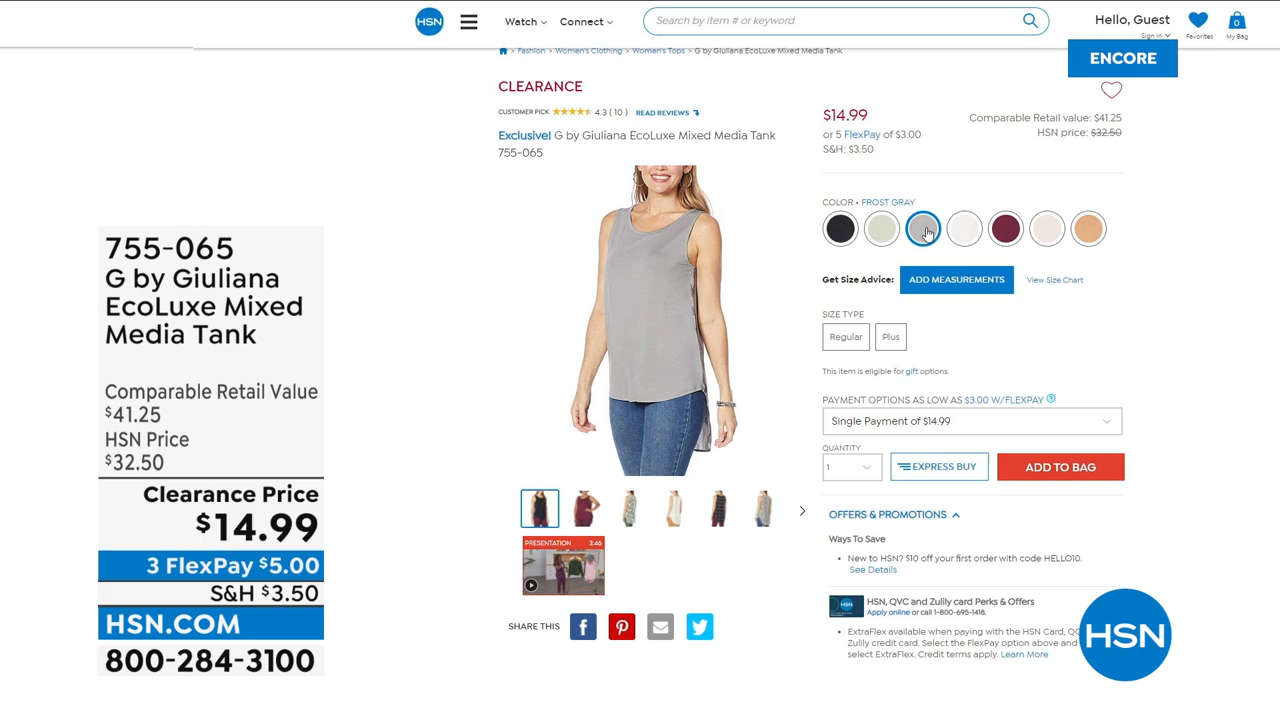 HSN
Watch
Connect
Search by item # or keyword
Hello, Guest
Sign In
Favorites
0
My Bag
ENCORE
Fashion > Women's Clothing > Women's Tops > G by Giuliana EcoLuxe Mixed Media Tank
CLEARANCE
CUSTOMER PICK 4.3 ( 10 ) READ REVIEWS
Exclusive! G by Giuliana EcoLuxe Mixed Media Tank
755-065
$14.99
or 5 FlexPay of $3.00
S&H: $3.50
Comparable Retail value: $41.25
HSN price: $32.50
COLOR • FROST GRAY
Get Size Advice: ADD MEASUREMENTS View Size Chart
SIZE TYPE
Regular Plus
This item is eligible for gift options.
PAYMENT OPTIONS AS LOW AS $3.00 W/FLEXPAY ?
Single Payment of $14.99
QUANTITY
1
EXPRESS BUY
ADD TO BAG
OFFERS & PROMOTIONS
Ways To Save
• New to HSN? $10 off your first order with code HELLO10.
See Details
HSN
HSN, QVC and Zulily card Perks & Offers
Apply online or call 1-800-695-1418.
• ExtraFlex available when paying with the HSN Card,
Zulily credit card. Select the FlexPay option above and
select ExtraFlex. Credit terms apply. Learn More
PRESENTATION 3:46
SHARE THIS
755-065
G by Giuliana
EcoLuxe Mixed
Media Tank
Comparable Retail Value
$41.25
HSN Price
$32.50
Clearance Price
$14.99
3 FlexPay $5.00
S&H $3.50
HSN.COM
800-284-3100
HSN